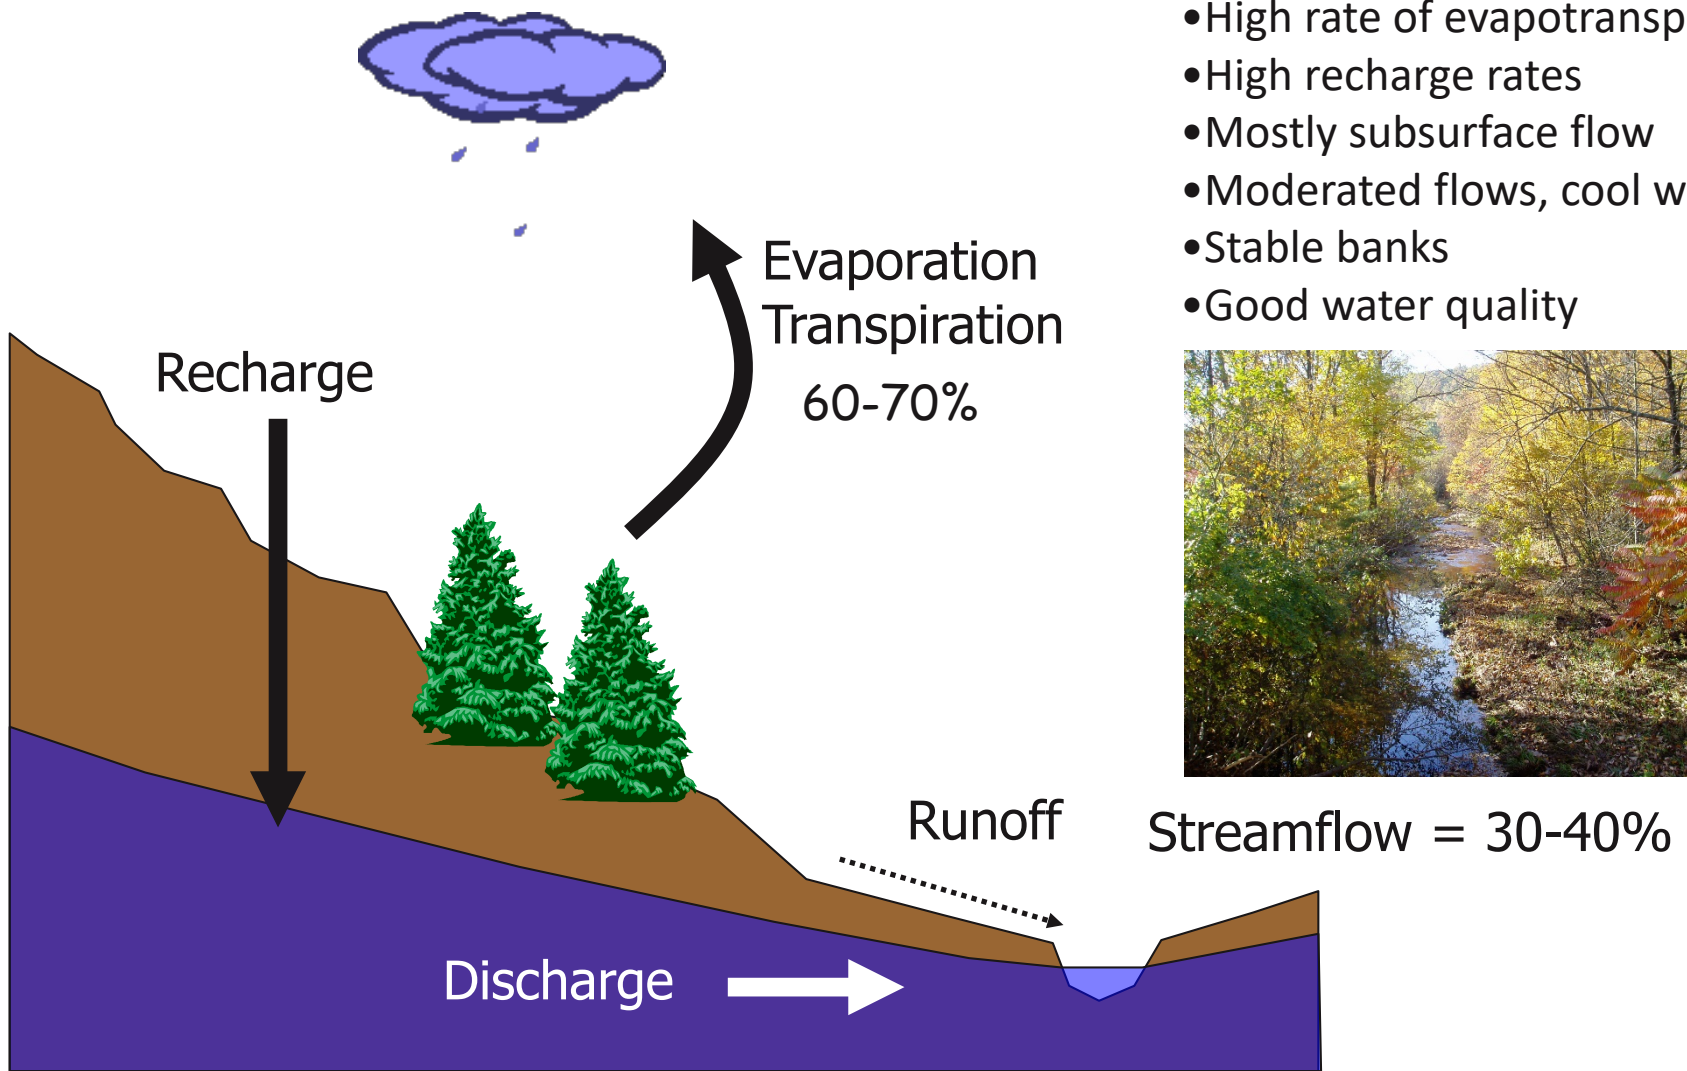 •High rate of evapotransp
•High recharge rates
•Mostly subsurface flow
•Moderated flows, cool w
•Stable banks
•Good water quality
Evaporation
Transpiration
60-70%
Recharge
Runoff
Streamflow = 30-40%
Discharge